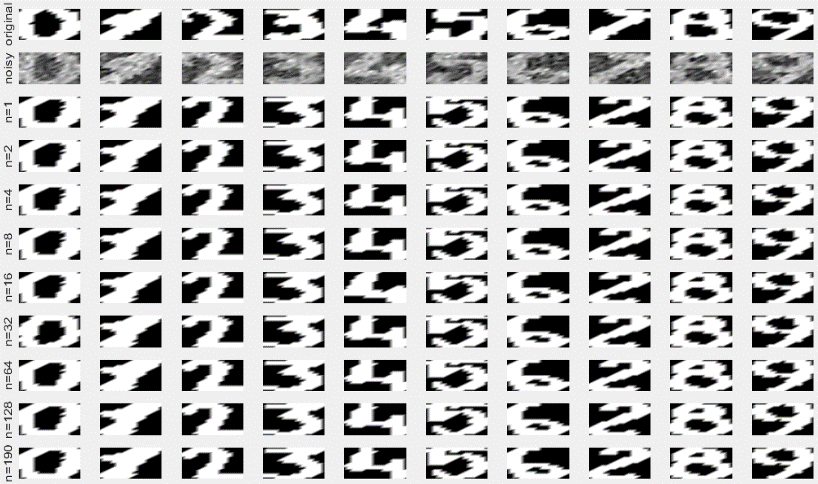 original
noisy
n=1
n=2
n=4
n=8
n=16
n=32
n=64
n=128
n=190